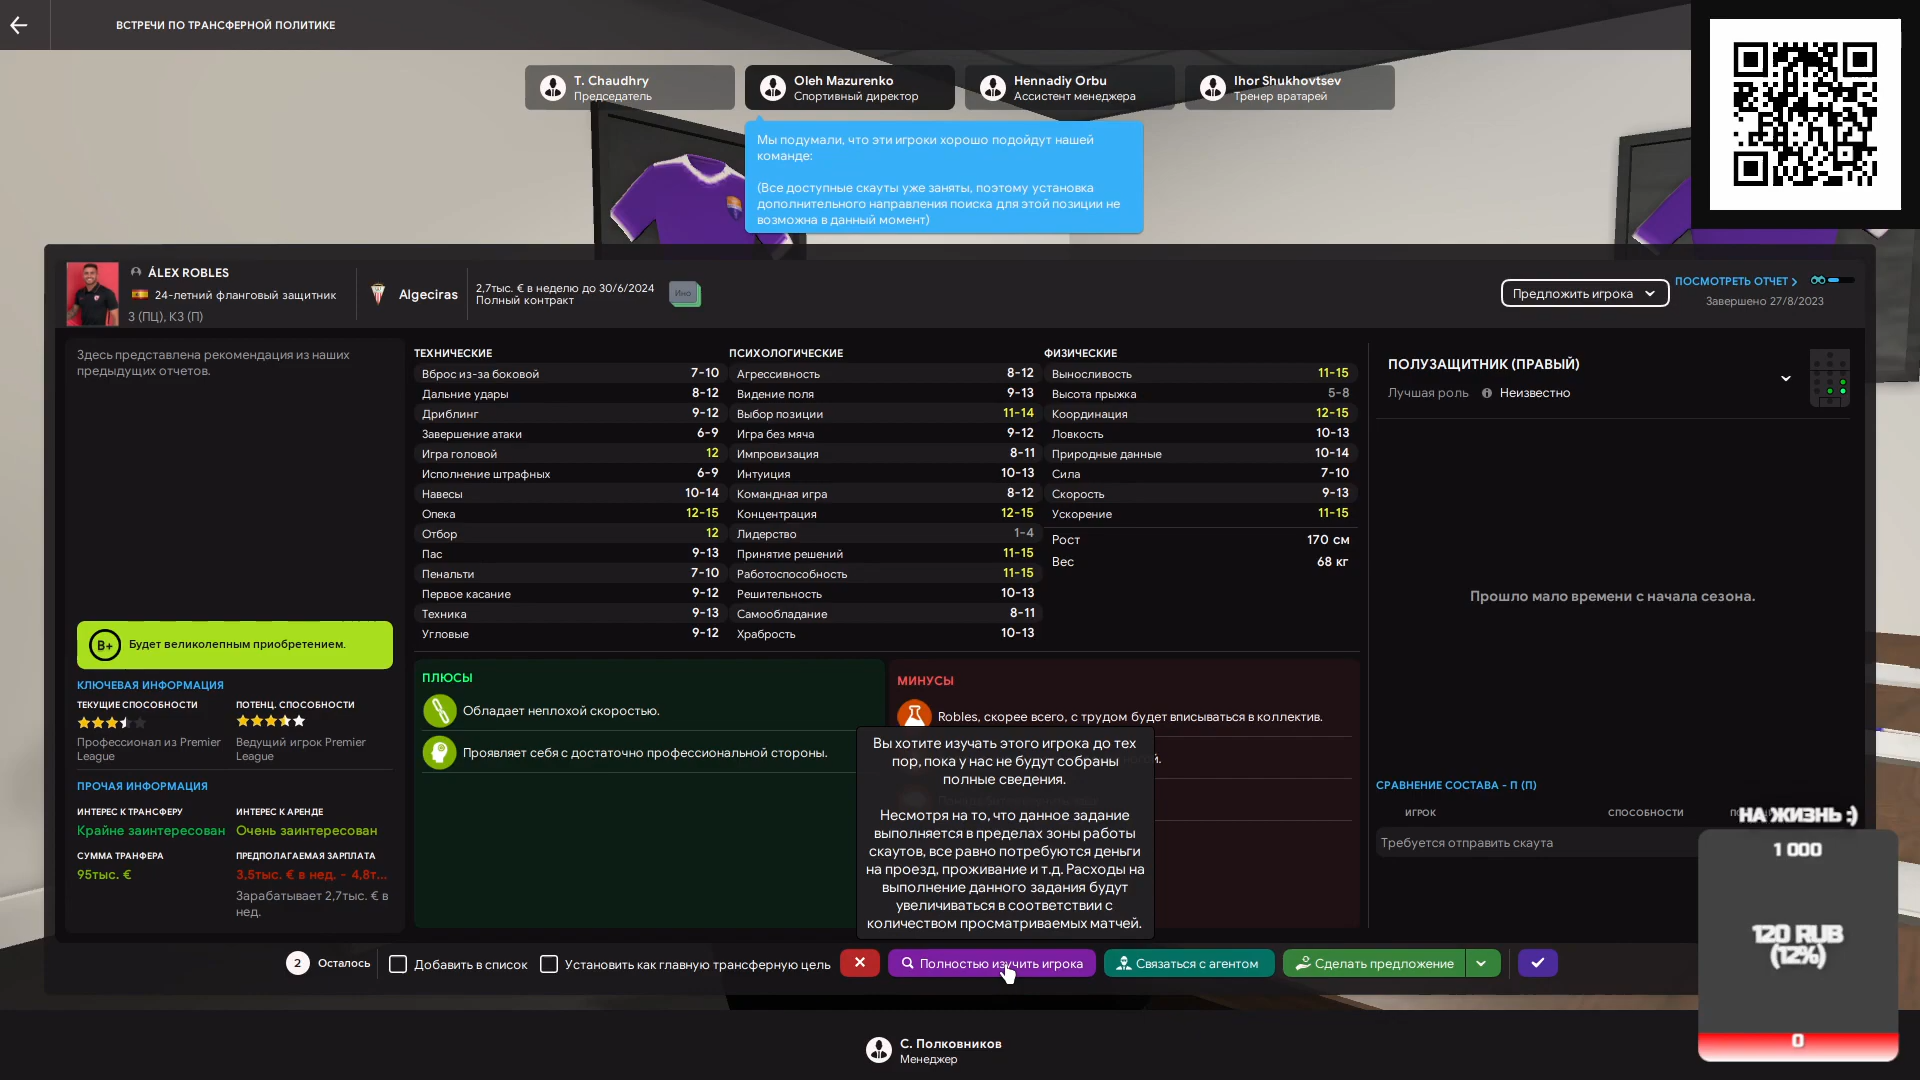 ВСТРЕЧИ ПО ТРАНСФЕРНОЙ ПОЛИТИКЕ
T. Chaudhry
Председатель
Oleh Mazurenko
Спортивный директор
Hennadiy Orbu
Ассистент менеджера
Ihor Shukhovtsev
Тренер вратарей
Мы подумали, что эти игроки хорошо подойдут нашей
команде:
(Все доступные скауты уже заняты, поэтому установка
дополнительного направления поиска для этой позиции не
возможна в данный момент)
ÁLEX ROBLES
24-летний фланговый защитник
З (ПЦ), КЗ (П)
Algeciras
2,7тыс. € в неделю до 30/6/2024
Полный контракт
Ино
Предложить игрока
ПОСМОТРЕТЬ ОТЧЕТ
Завершено 27/8/2023
Здесь представлена рекомендация из наших
предыдущих отчетов.
B+ Будет великолепным приобретением.
КЛЮЧЕВАЯ ИНФОРМАЦИЯ
ТЕКУЩИЕ СПОСОБНОСТИ
Профессионал из Premier
League
ПОТЕНЦ. СПОСОБНОСТИ
Ведущий игрок Premier
League
ПРОЧАЯ ИНФОРМАЦИЯ
ИНТЕРЕС К ТРАНСФЕРУ
Крайне заинтересован
ИНТЕРЕС К АРЕНДЕ
Очень заинтересован
СУММА ТРАНФЕРА
95тыс. €
ПРЕДПОЛАГАЕМАЯ ЗАРПЛАТА
3,5тыс. € в нед. - 4,8т...
Зарабатывает 2,7тыс. € в
нед.
ТЕХНИЧЕСКИЕ
Вброс из-за боковой 7-10
Дальние удары 8-12
Дриблинг 9-12
Завершение атаки 6-9
Игра головой 12
Исполнение штрафных 6-9
Навесы 10-14
Опека 12-15
Отбор 12
Пас 9-13
Пенальти 7-10
Первое касание 9-12
Техника 9-13
Угловые 9-12
ПСИХОЛОГИЧЕСКИЕ
Агрессивность 8-12
Видение поля 9-13
Выбор позиции 11-14
Игра без мяча 9-12
Импровизация 8-11
Интуиция 10-13
Командная игра 8-12
Концентрация 12-15
Лидерство 1-4
Принятие решений 11-15
Работоспособность 11-15
Решительность 10-13
Самообладание 8-11
Храбрость 10-13
ФИЗИЧЕСКИЕ
Выносливость 11-15
Высота прыжка 5-8
Координация 12-15
Ловкость 10-13
Природные данные 10-14
Сила 7-10
Скорость 9-13
Ускорение 11-15
Рост 170 см
Вес 68 кг
ПЛЮСЫ
Обладает неплохой скоростью.
Проявляет себя с достаточно профессиональной стороны.
МИНУСЫ
Robles, скорее всего, с трудом будет вписываться в коллектив.
Вы хотите изучать этого игрока до тех
пор, пока у нас не будут собраны
полные сведения.
Несмотря на то, что данное задание
выполняется в пределах зоны работы
скаутов, все равно потребуются деньги
на проезд, проживание и т.д. Расходы на
выполнение данного задания будут
увеличиваться в соответствии с
количеством просматриваемых матчей.
ПОЛУЗАЩИТНИК (ПРАВЫЙ)
Лучшая роль Неизвестно
Прошло мало времени с начала сезона.
СРАВНЕНИЕ СОСТАВА - П (П)
ИГРОК СПОСОБНОСТИ
Требуется отправить скаута
НА ЖИЗНЬ :)
1 000
120 RUB
(12%)
0
2 Осталось
Добавить в список
Установить как главную трансферную цель
Полностью изучить игрока
Связаться с агентом
Сделать предложение
С. Полковников
Менеджер